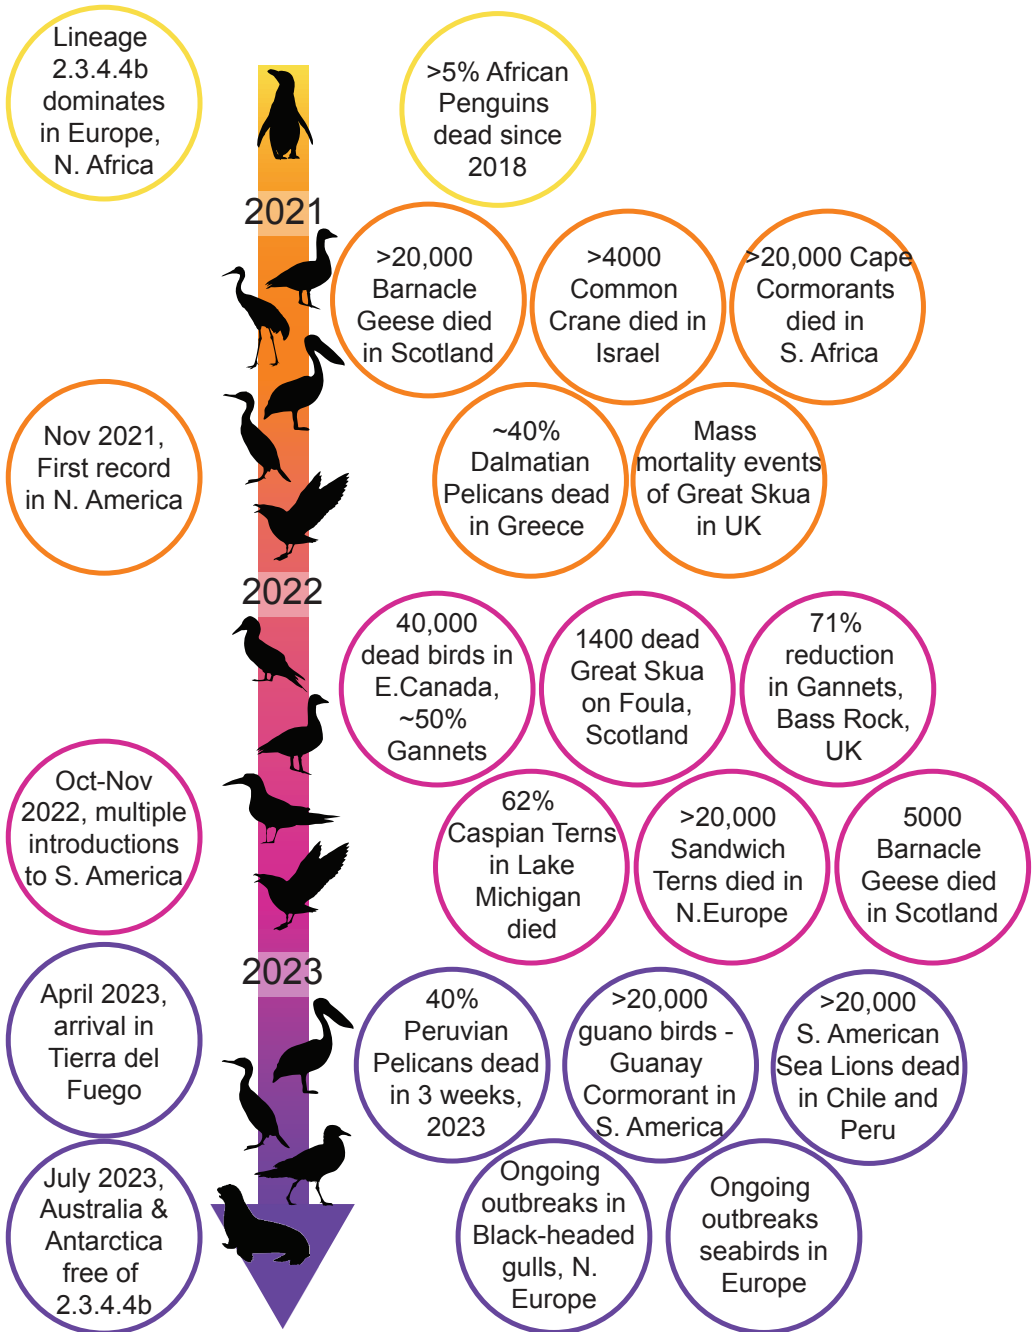 Lineage
2.3.4.4b
dominates
in Europe,
N. Africa
>5% African
Penguins
dead since
2018
2021
>20,000
Barnacle
Geese died
in Scotland
>4000
Common
Crane died in
Israel
>20,000 Cape
Cormorants
died in
S. Africa
Nov 2021,
First record
in N. America
~40%
Dalmatian
Pelicans dead
in Greece
Mass
mortality events
of Great Skua
in UK
2022
40,000
dead birds in
E.Canada,
~50%
Gannets
1400 dead
Great Skua
on Foula,
Scotland
71%
reduction
in Gannets,
Bass Rock,
UK
Oct-Nov
2022, multiple
introductions
to S. America
62%
Caspian Terns
in Lake
Michigan
died
>20,000
Sandwich
Terns died in
N.Europe
5000
Barnacle
Geese died
in Scotland
2023
April 2023,
arrival in
Tierra del
Fuego
40%
Peruvian
Pelicans dead
in 3 weeks,
2023
>20,000
guano birds -
Guanay
Cormorant in
S. America
>20,000
S. American
Sea Lions dead
in Chile and
Peru
July 2023,
Australia &
Antarctica
free of
2.3.4.4b
Ongoing
outbreaks in
Black-headed
gulls, N.
Europe
Ongoing
outbreaks
seabirds in
Europe